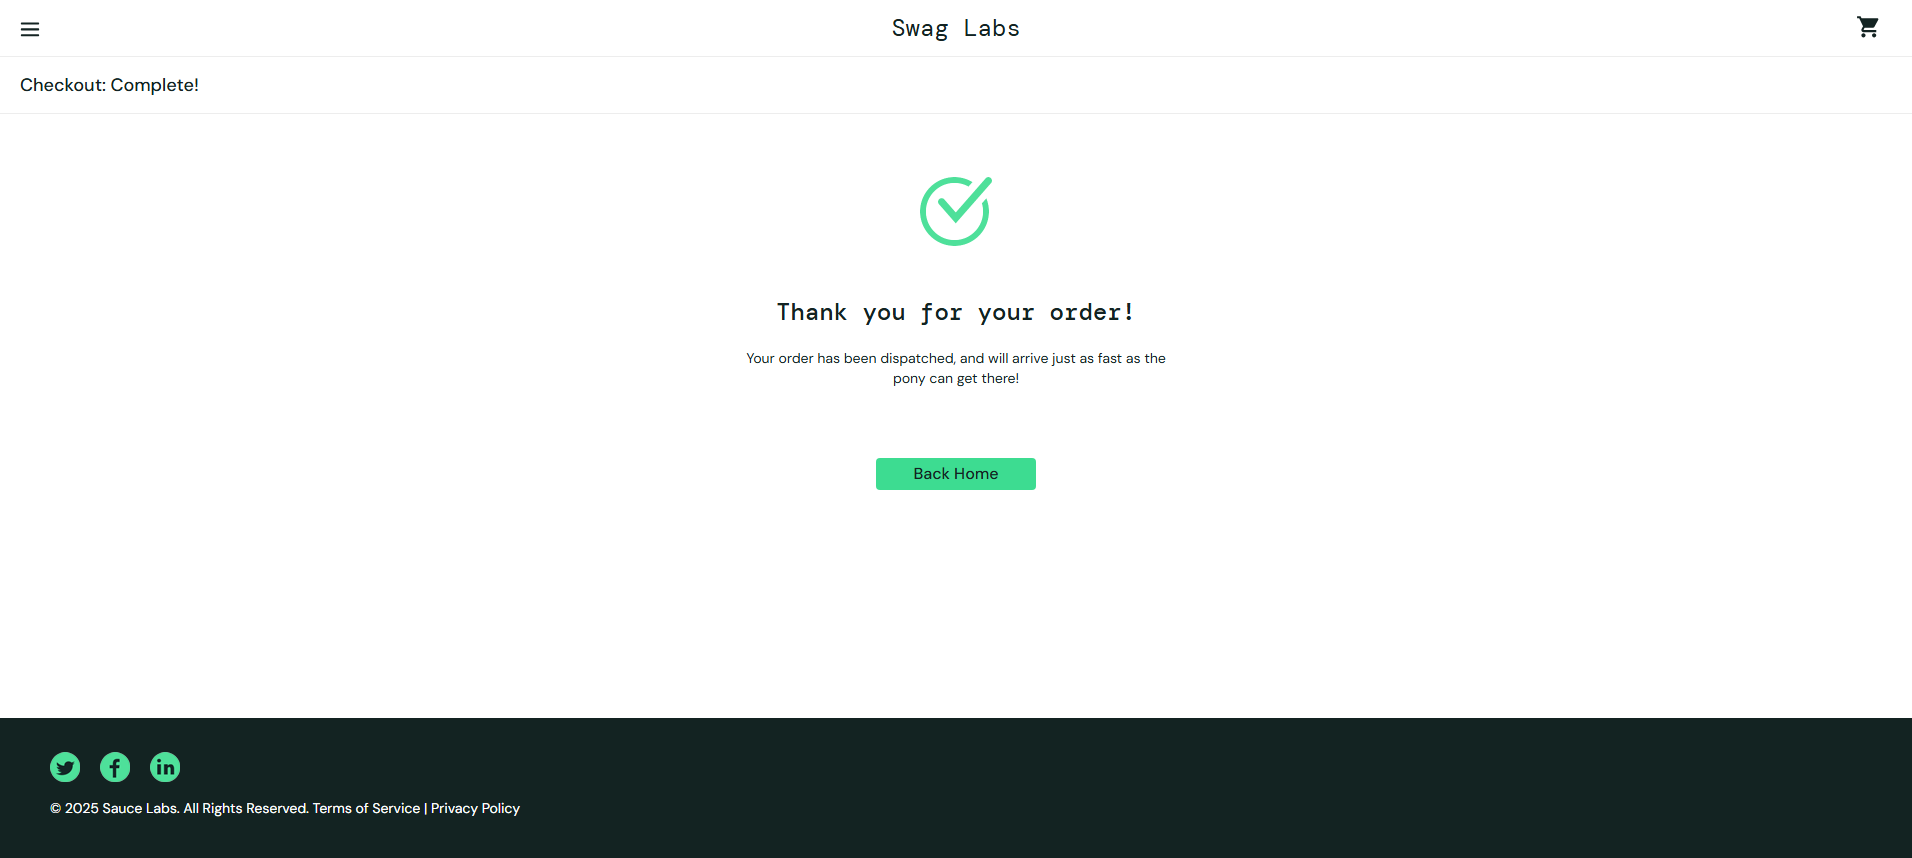 Swag Labs
Checkout: Complete!
Thank you for your order!
Your order has been dispatched, and will arrive just as fast as the
pony can get there!
Back Home
© 2025 Sauce Labs. All Rights Reserved. Terms of Service | Privacy Policy